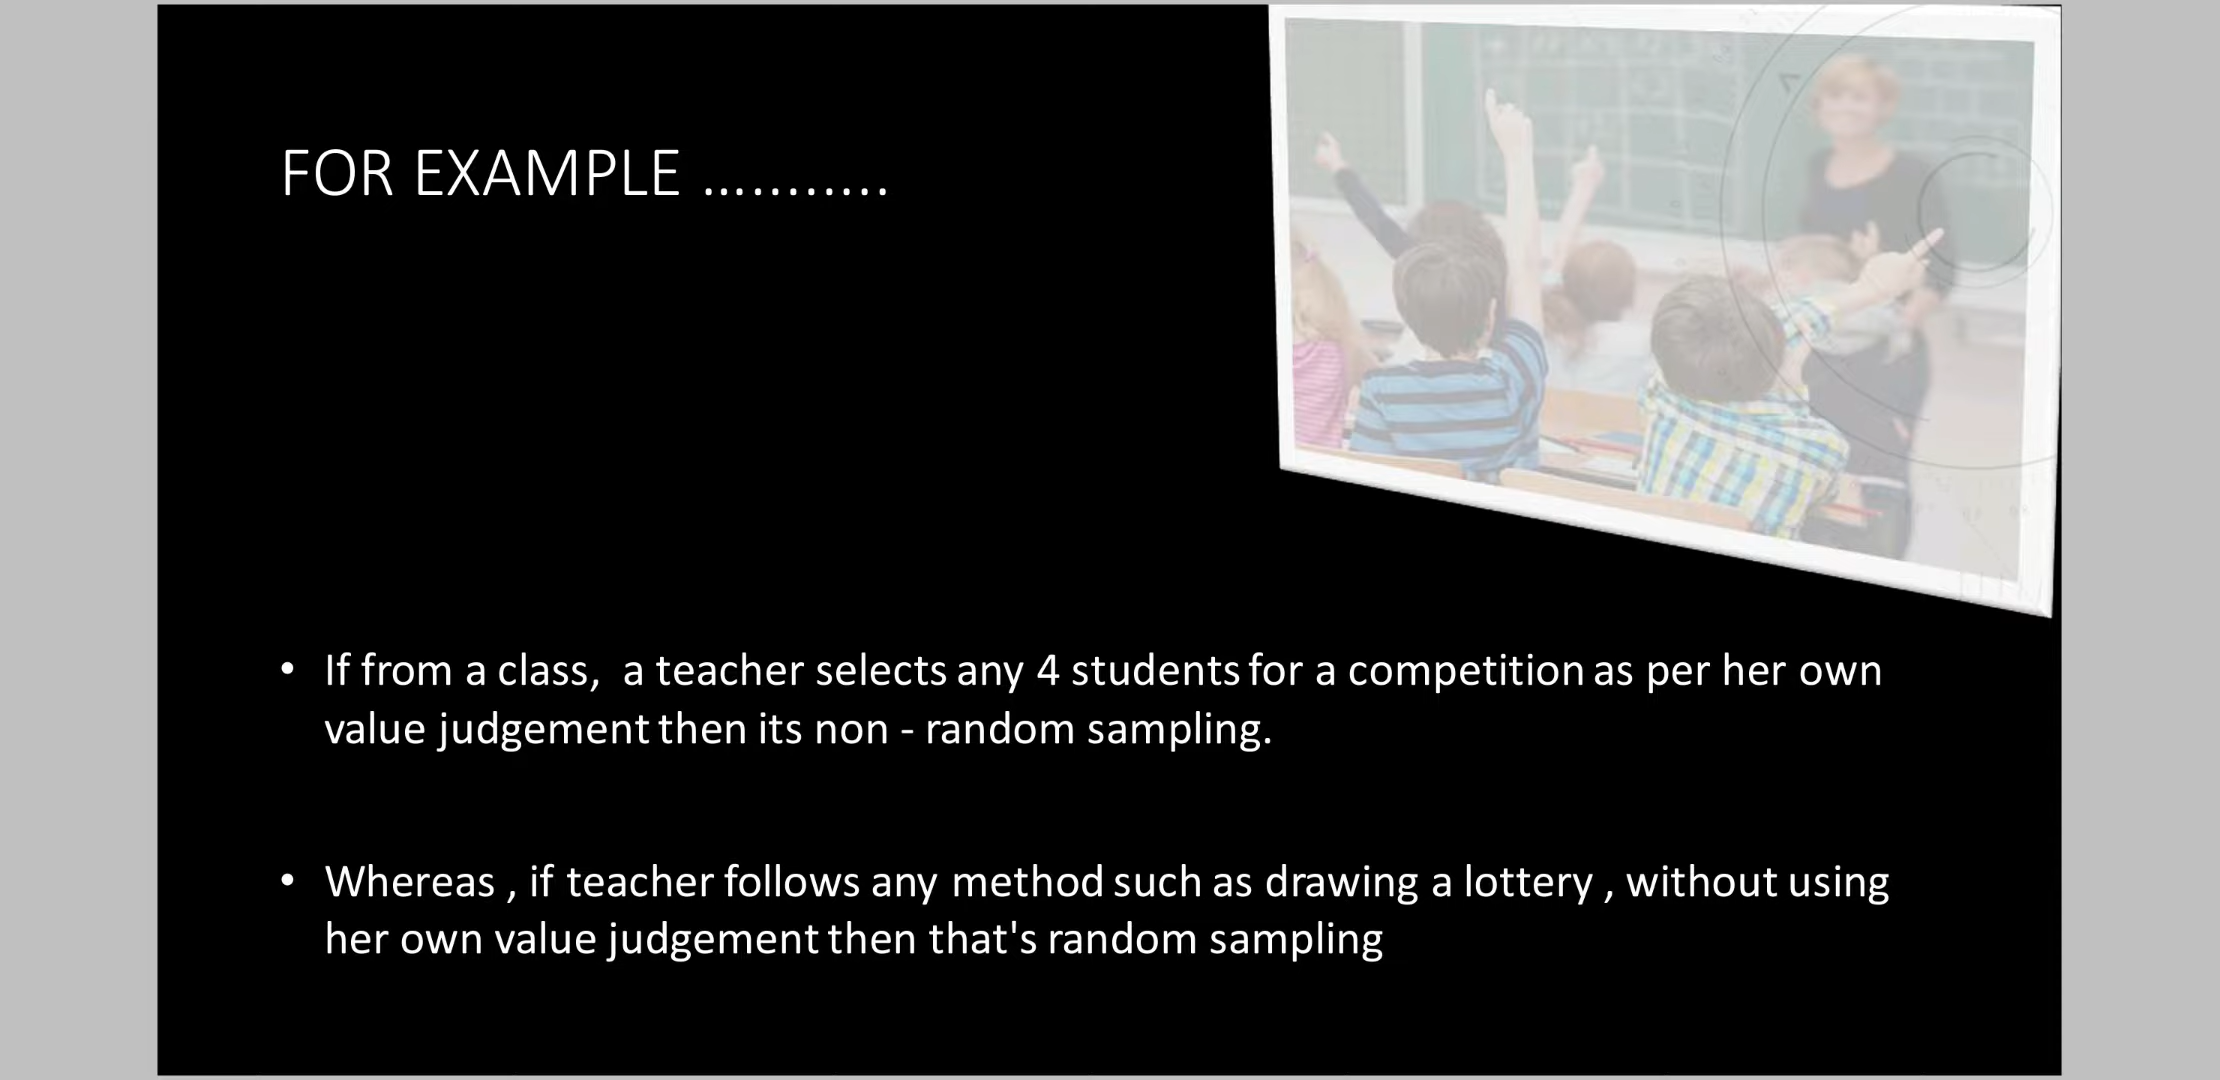 FOR EXAMPLE ...........
• If from a class,  a teacher selects any 4 students for a competition as per her own
value judgement then its non - random sampling.
• Whereas , if teacher follows any method such as drawing a lottery , without using
her own value judgement then that's random sampling